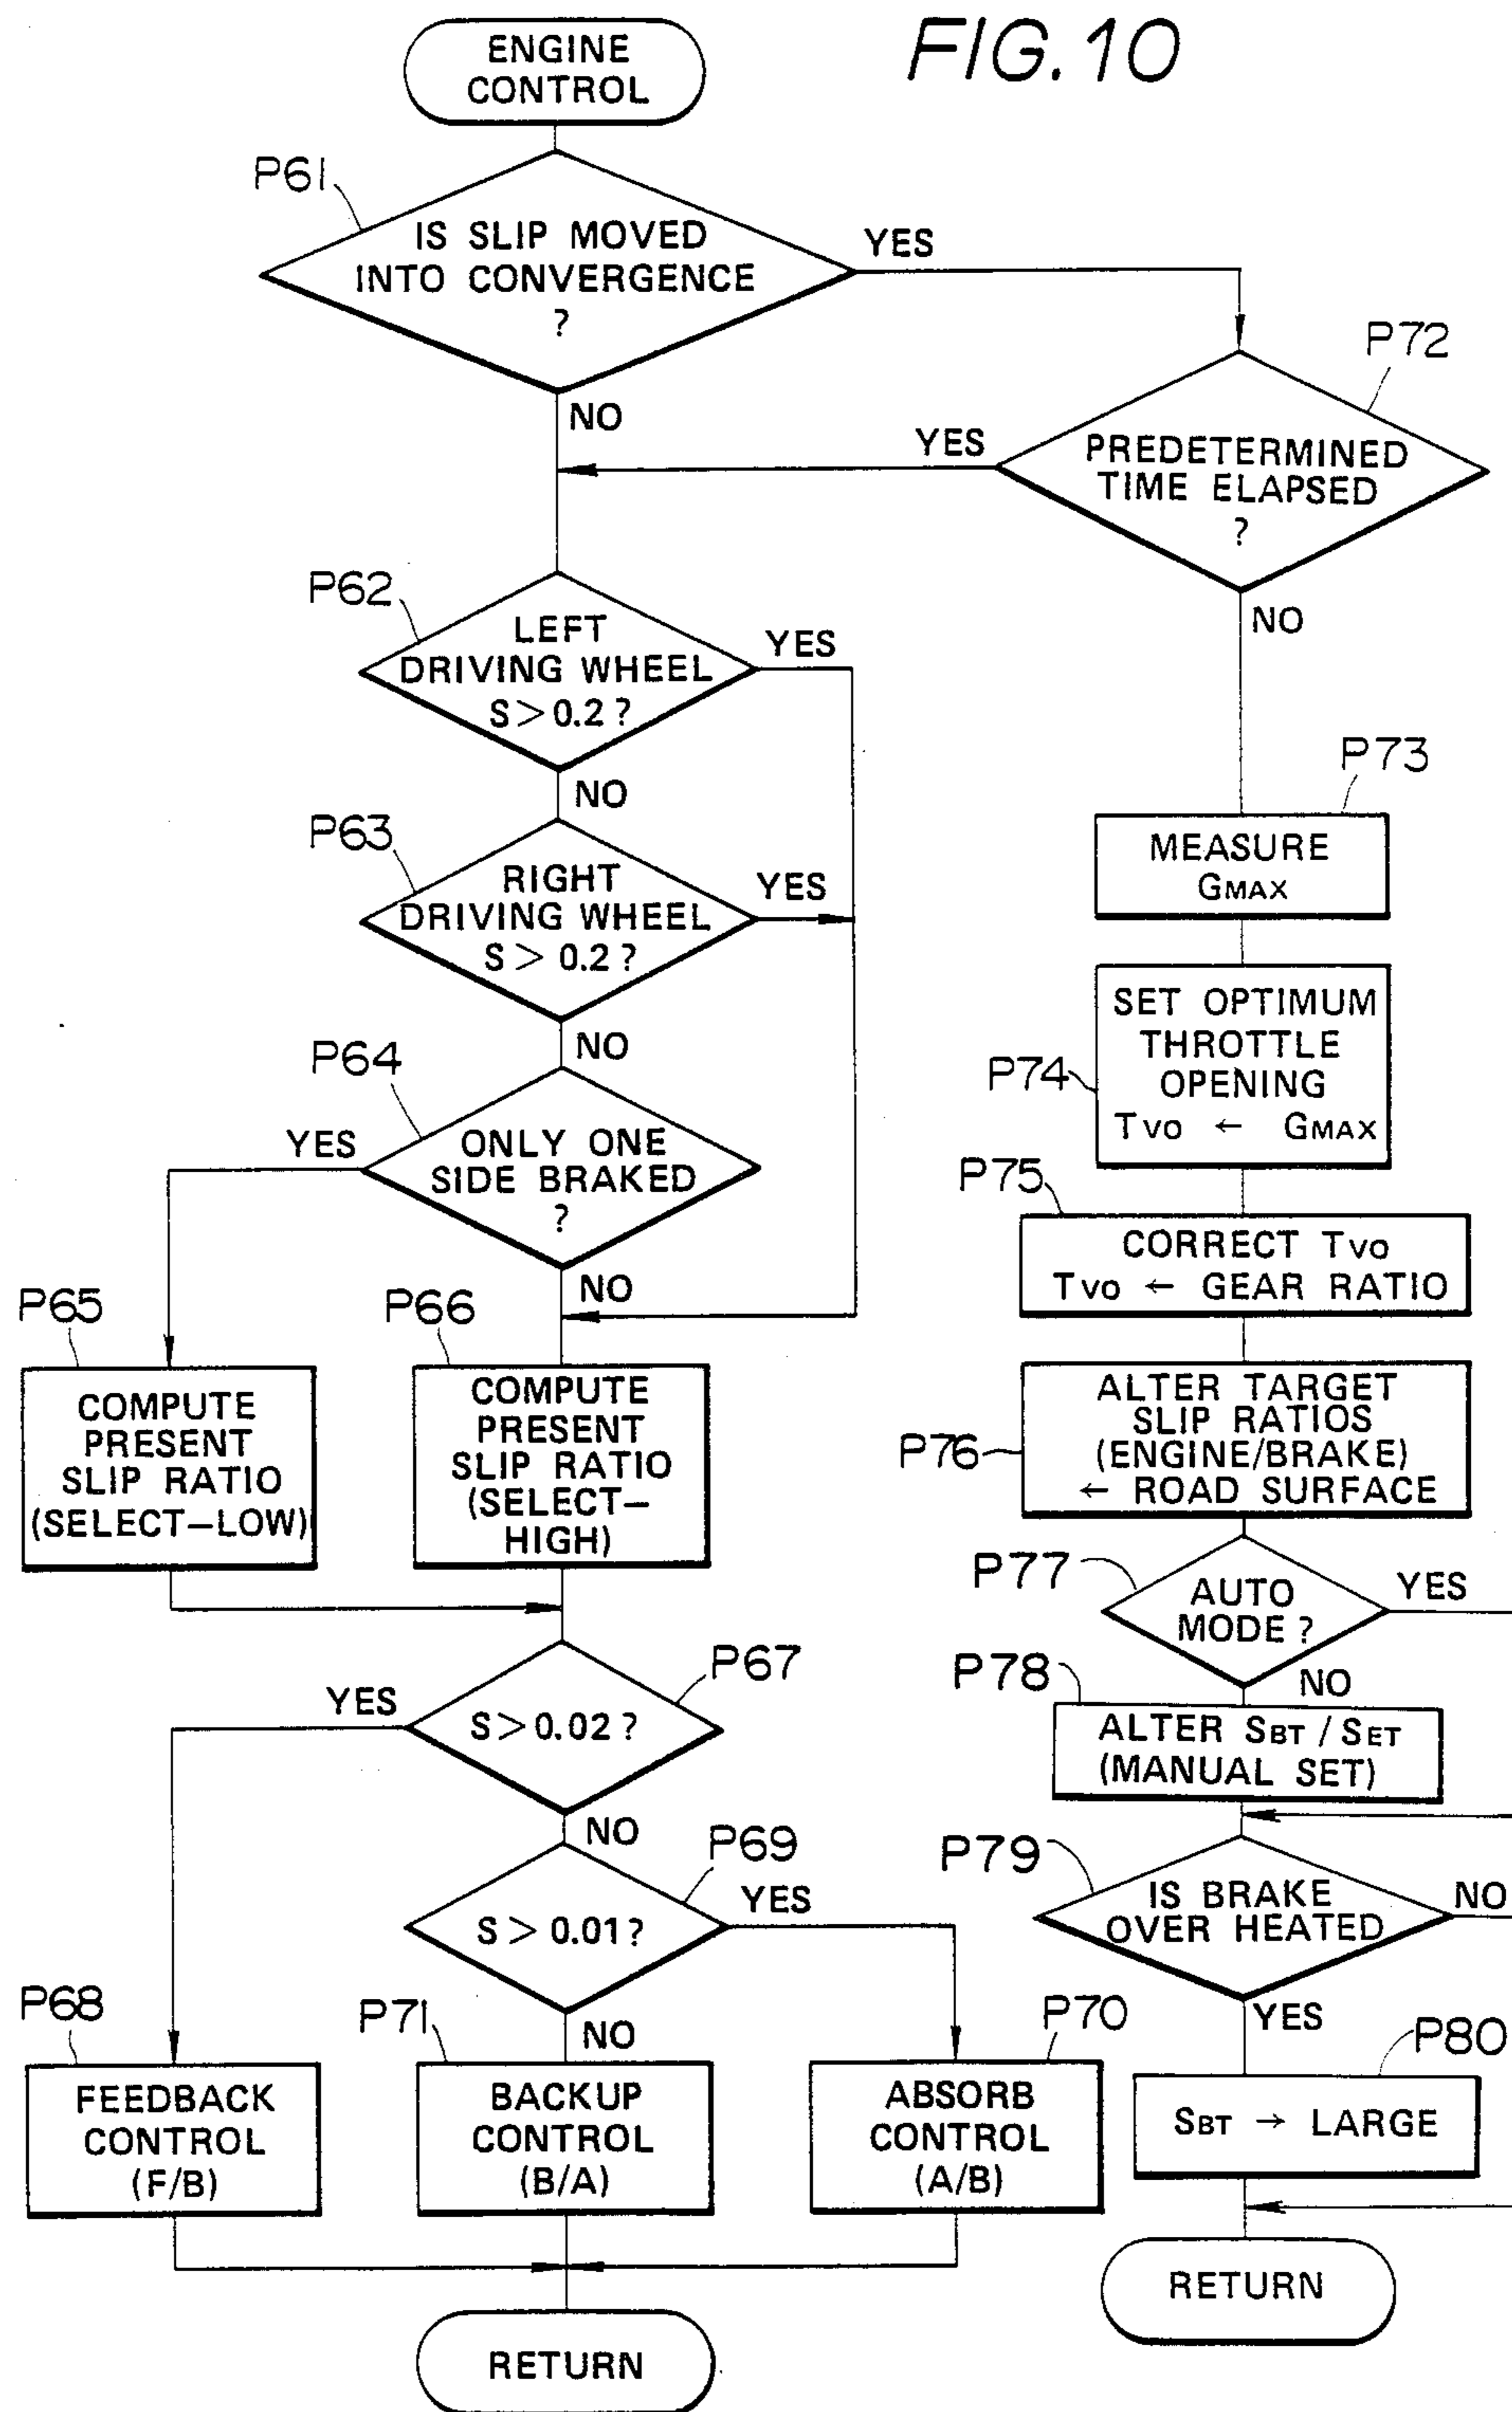 FIG. 10
ENGINE
CONTROL
P61
IS SLIP MOVED
INTO CONVERGENCE
?
YES
NO
P72
PREDETERMINED
TIME ELAPSED
?
YES
NO
P62
LEFT
DRIVING WHEEL
S > 0.2 ?
YES
NO
P63
RIGHT
DRIVING WHEEL
S > 0.2 ?
YES
NO
P64
ONLY ONE
SIDE BRAKED
?
YES
NO
P65
COMPUTE
PRESENT
SLIP RATIO
(SELECT-LOW)
P66
COMPUTE
PRESENT
SLIP RATIO
(SELECT-
HIGH)
P67
S > 0.02 ?
YES
NO
P69
S > 0.01 ?
YES
NO
P68
FEEDBACK
CONTROL
(F/B)
P71
BACKUP
CONTROL
(B/A)
P70
ABSORB
CONTROL
(A/B)
RETURN
P73
MEASURE
GMAX
P74
SET OPTIMUM
THROTTLE
OPENING
TVO ← GMAX
P75
CORRECT TVO
TVO ← GEAR RATIO
P76
ALTER TARGET
SLIP RATIOS
(ENGINE/BRAKE)
← ROAD SURFACE
P77
AUTO
MODE ?
YES
NO
P78
ALTER SBT / SET
(MANUAL SET)
P79
IS BRAKE
OVER HEATED
NO
YES
P80
SBT → LARGE
RETURN